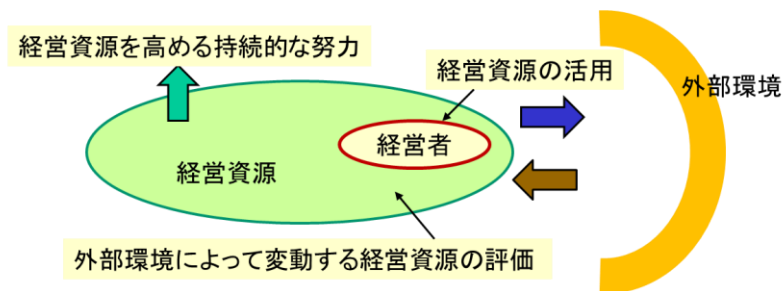 経営資源を高める持続的な努力
経営資源の活用
外部環境
経営者
経営資源
外部環境によって変動する経営資源の評価